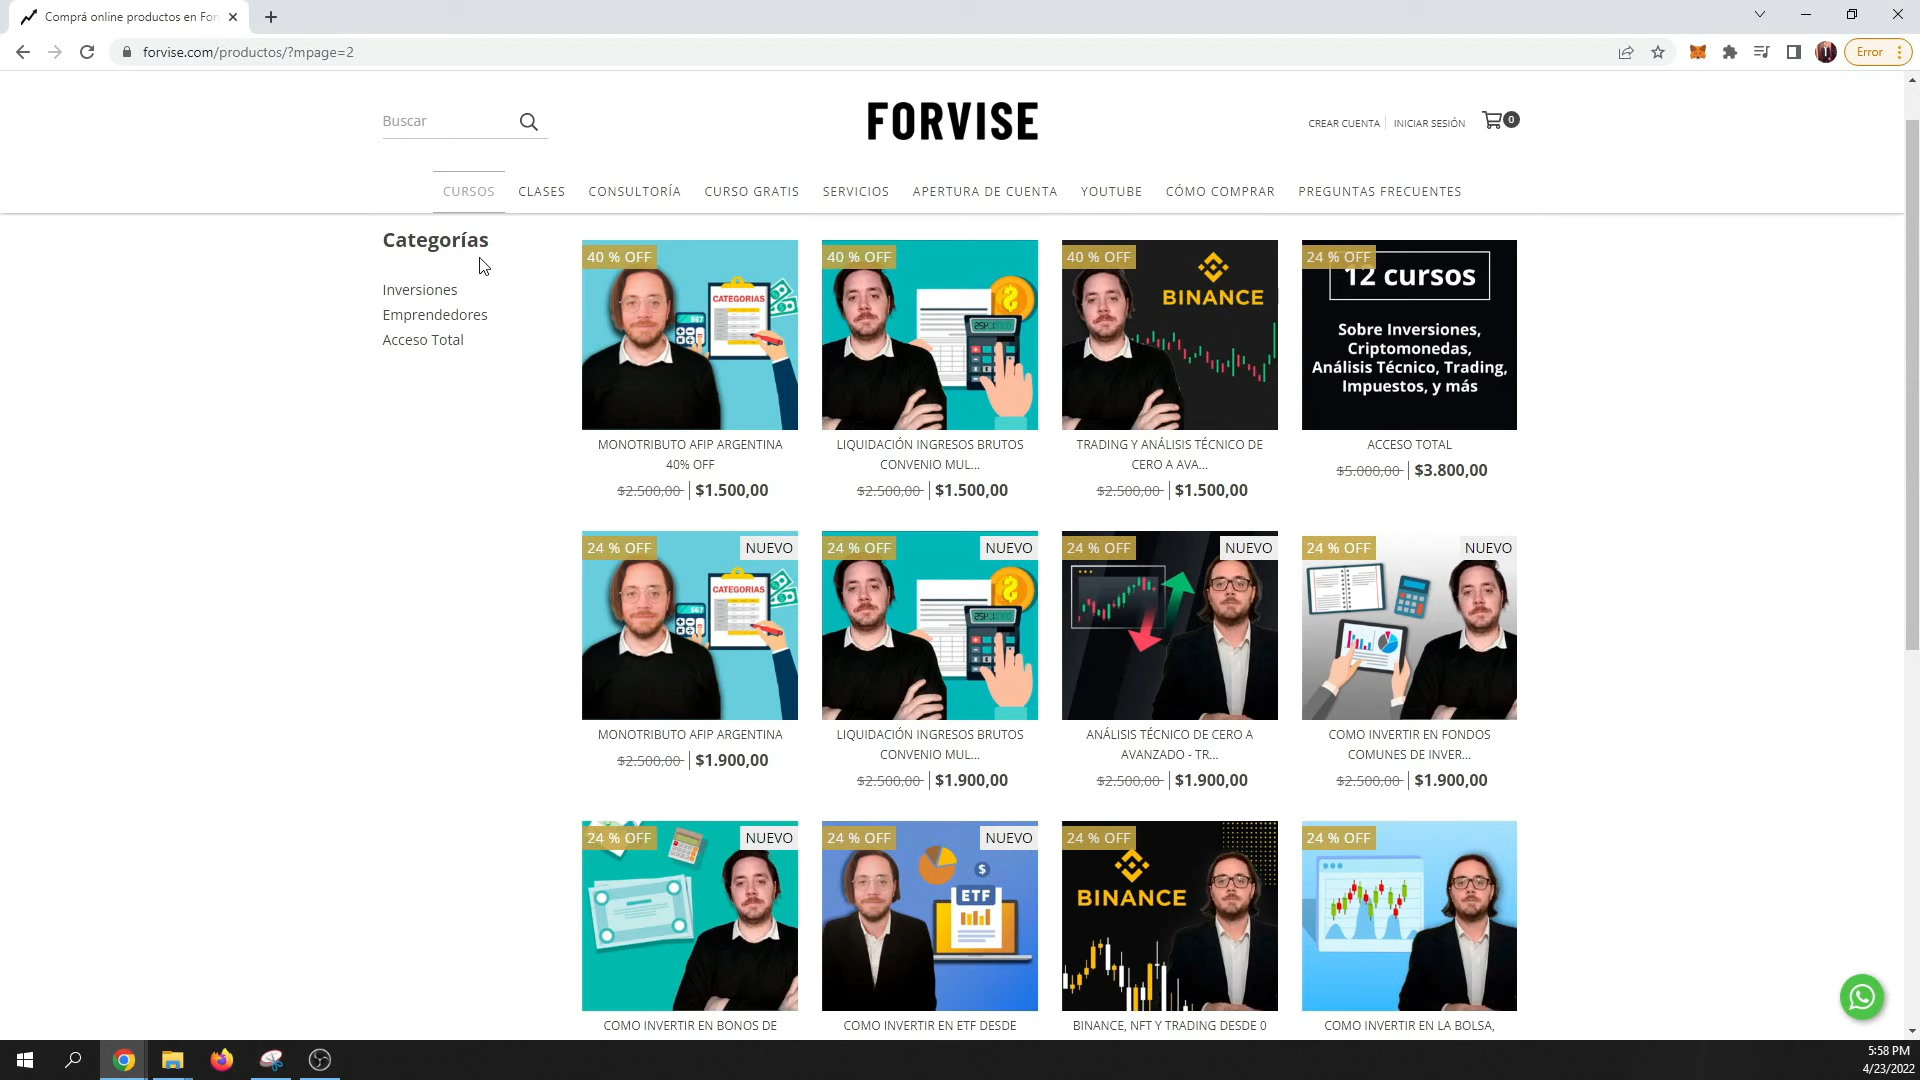 Comprá online productos en For
forvise.com/productos/?mpage=2
Error
Buscar
FORVISE
CREAR CUENTA
INICIAR SESIÓN
0
CURSOS
CLASES
CONSULTORÍA
CURSO GRATIS
SERVICIOS
APERTURA DE CUENTA
YOUTUBE
CÓMO COMPRAR
PREGUNTAS FRECUENTES
Categorías
Inversiones
Emprendedores
Acceso Total
40 % OFF
CATEGORIAS
567
MONOTRIBUTO AFIP ARGENTINA
40% OFF
$2.500,00 $1.500,00
40 % OFF
LIQUIDACIÓN INGRESOS BRUTOS
CONVENIO MUL...
$2.500,00 $1.500,00
40 % OFF
BINANCE
TRADING Y ANÁLISIS TÉCNICO DE
CERO A AVA...
$2.500,00 $1.500,00
24 % OFF
12 cursos
Sobre Inversiones,
Criptomonedas,
Análisis Técnico, Trading,
Impuestos, y más
ACCESO TOTAL
$5.000,00 $3.800,00
24 % OFF
NUEVO
CATEGORIAS
567
MONOTRIBUTO AFIP ARGENTINA
$2.500,00 $1.900,00
24 % OFF
NUEVO
LIQUIDACIÓN INGRESOS BRUTOS
CONVENIO MUL...
$2.500,00 $1.900,00
24 % OFF
NUEVO
ANÁLISIS TÉCNICO DE CERO A
AVANZADO - TR...
$2.500,00 $1.900,00
24 % OFF
NUEVO
COMO INVERTIR EN FONDOS
COMUNES DE INVER...
$2.500,00 $1.900,00
24 % OFF
NUEVO
COMO INVERTIR EN BONOS DE
24 % OFF
NUEVO
$
ETF
COMO INVERTIR EN ETF DESDE
24 % OFF
BINANCE
BINANCE, NFT Y TRADING DESDE 0
24 % OFF
COMO INVERTIR EN LA BOLSA,
5:58 PM
4/23/2022